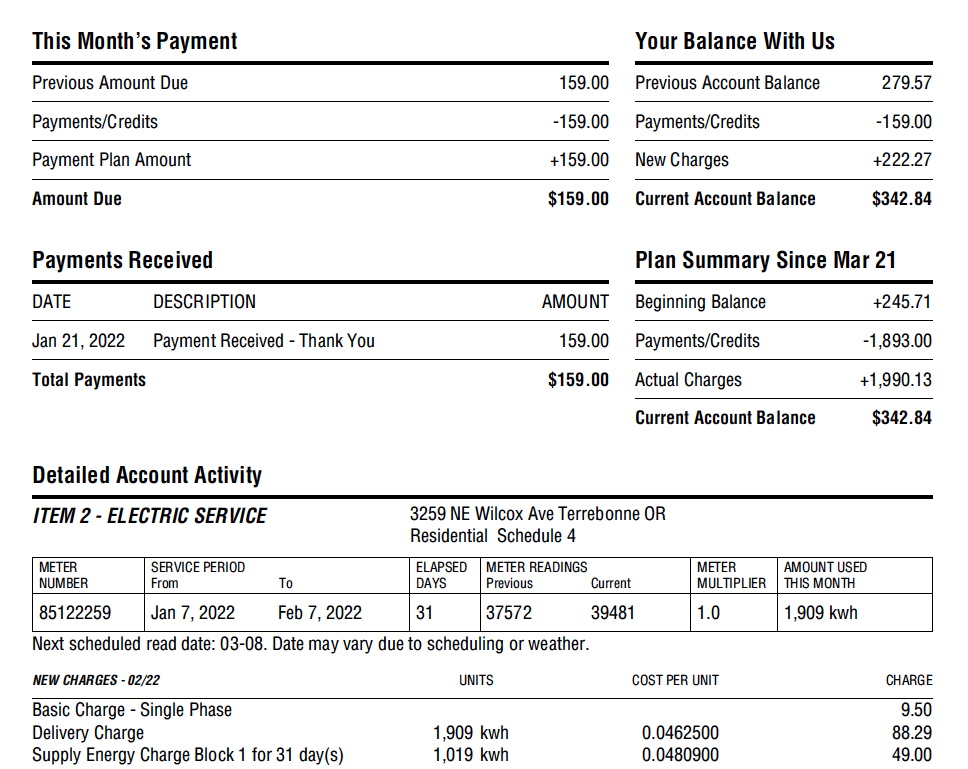 This Month's Payment
Previous Amount Due 159.00
Payments/Credits -159.00
Payment Plan Amount +159.00
Amount Due $159.00
Your Balance With Us
Previous Account Balance 279.57
Payments/Credits -159.00
New Charges +222.27
Current Account Balance $342.84
Payments Received
DATE DESCRIPTION AMOUNT
Jan 21, 2022 Payment Received - Thank You 159.00
Total Payments $159.00
Plan Summary Since Mar 21
Beginning Balance +245.71
Payments/Credits -1,893.00
Actual Charges +1,990.13
Current Account Balance $342.84
Detailed Account Activity
ITEM 2 - ELECTRIC SERVICE 3259 NE Wilcox Ave Terrebonne OR
Residential Schedule 4
METER SERVICE PERIOD ELAPSED METER READINGS METER AMOUNT USED
NUMBER From To DAYS Previous Current MULTIPLIER THIS MONTH
85122259 Jan 7, 2022 Feb 7, 2022 31 37572 39481 1.0 1,909 kwh
Next scheduled read date: 03-08. Date may vary due to scheduling or weather.
NEW CHARGES - 02/22 UNITS COST PER UNIT CHARGE
Basic Charge - Single Phase 9.50
Delivery Charge 1,909 kwh 0.0462500 88.29
Supply Energy Charge Block 1 for 31 day(s) 1,019 kwh 0.0480900 49.00